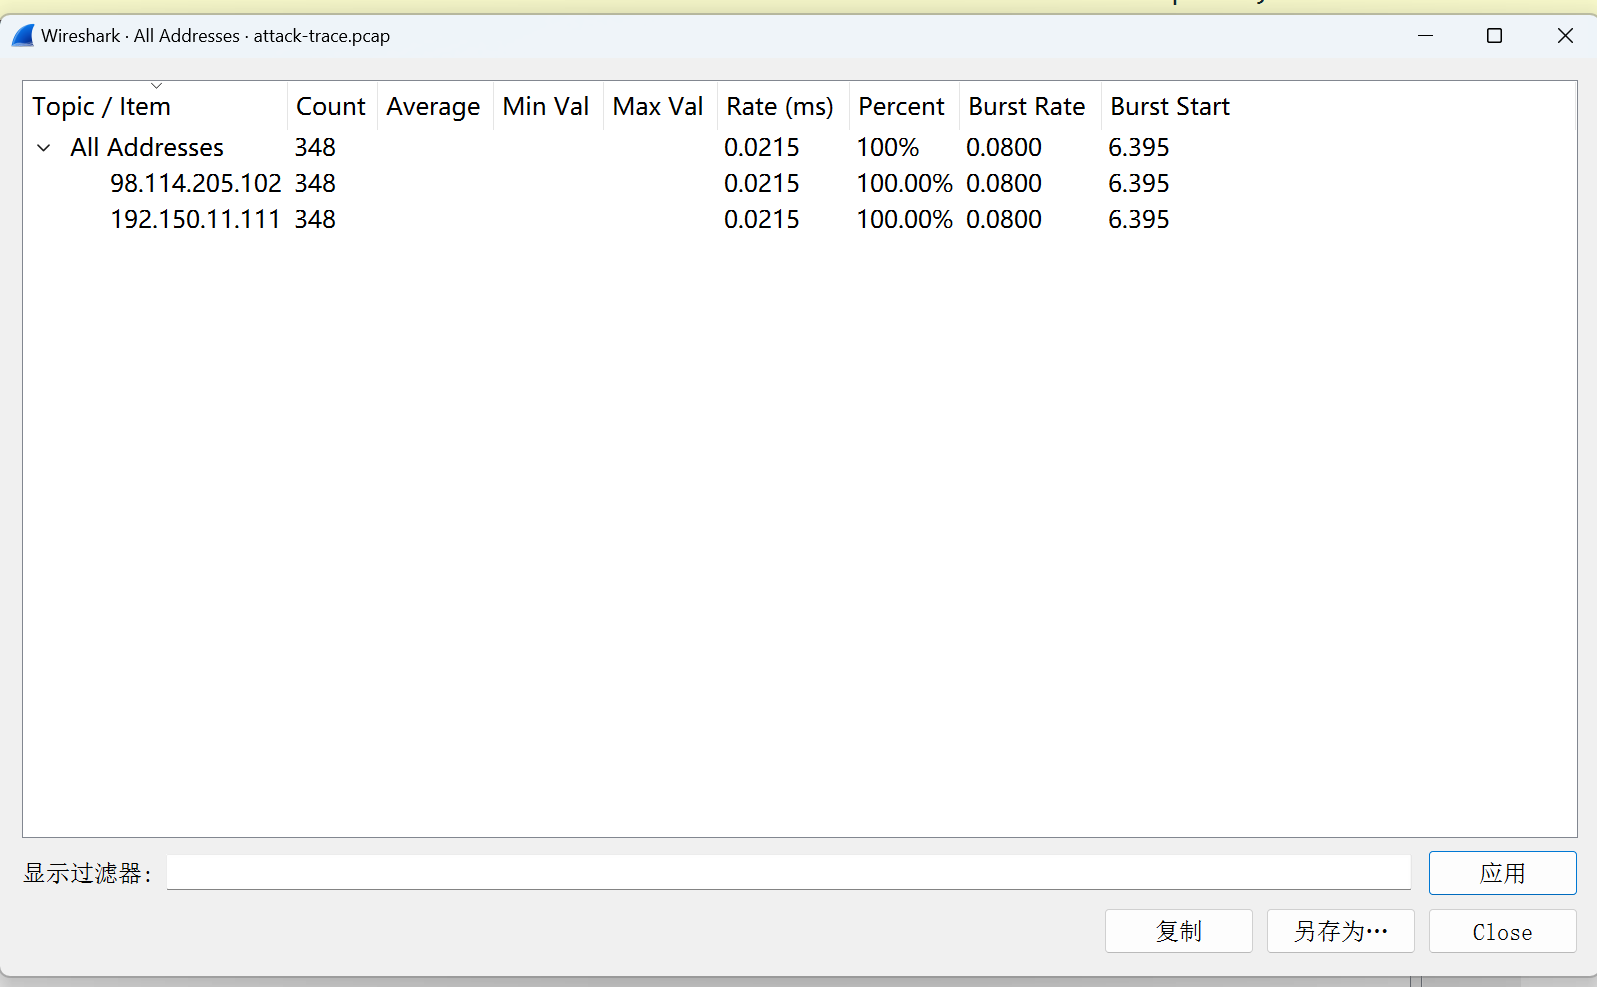 Wireshark · All Addresses · attack-trace.pcap
Topic / Item Count Average Min Val Max Val Rate (ms) Percent Burst Rate Burst Start
All Addresses 348 0.0215 100% 0.0800 6.395
98.114.205.102 348 0.0215 100.00% 0.0800 6.395
192.150.11.111 348 0.0215 100.00% 0.0800 6.395
显示过滤器: 应用
复制 另存为… Close